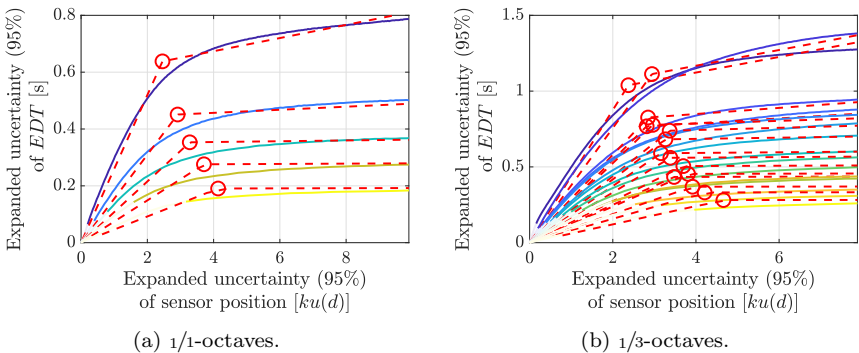 Expanded uncertainty (95%)
of EDT [s]
0.8
0.6
0.4
0.2
0
0 2 4 6 8
Expanded uncertainty (95%)
of sensor position [ku(d)]
(a) 1/1-octaves.
Expanded uncertainty (95%)
of EDT [s]
1.5
1
0.5
0
0 2 4 6
Expanded uncertainty (95%)
of sensor position [ku(d)]
(b) 1/3-octaves.